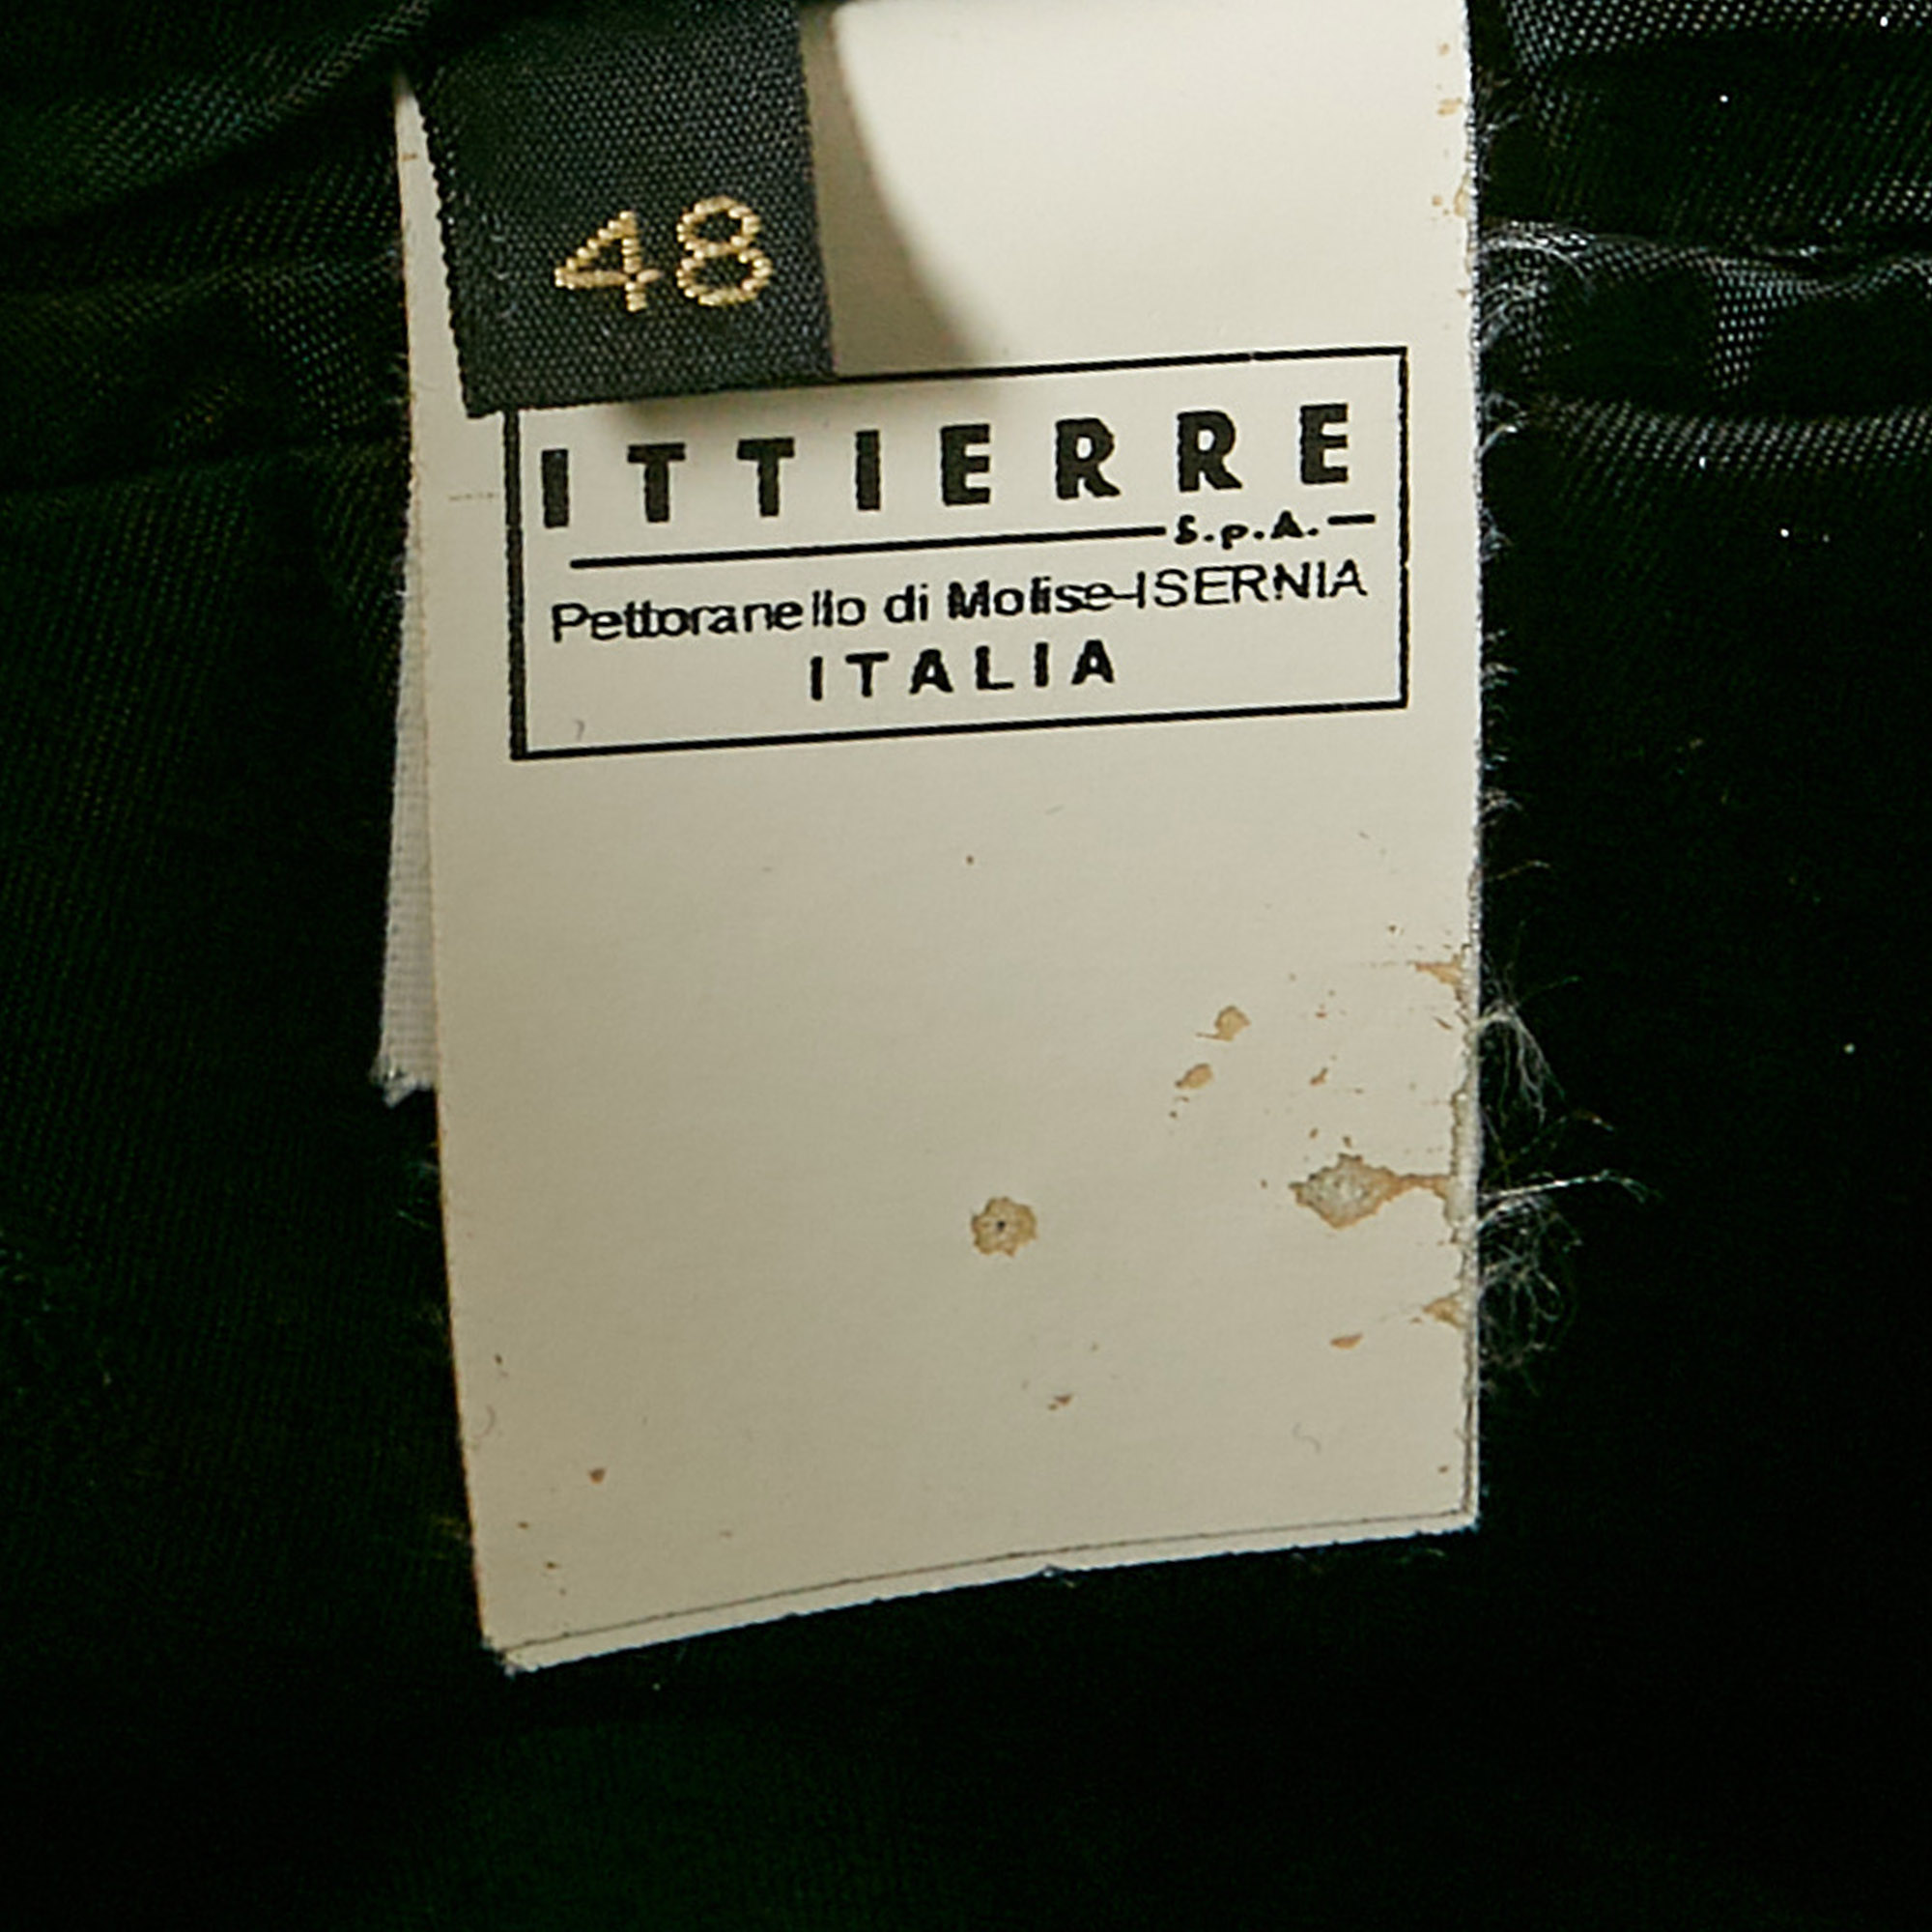 48
ITTIERRE
S.p.A.
Pettoranello di Molise-ISERNIA
ITALIA